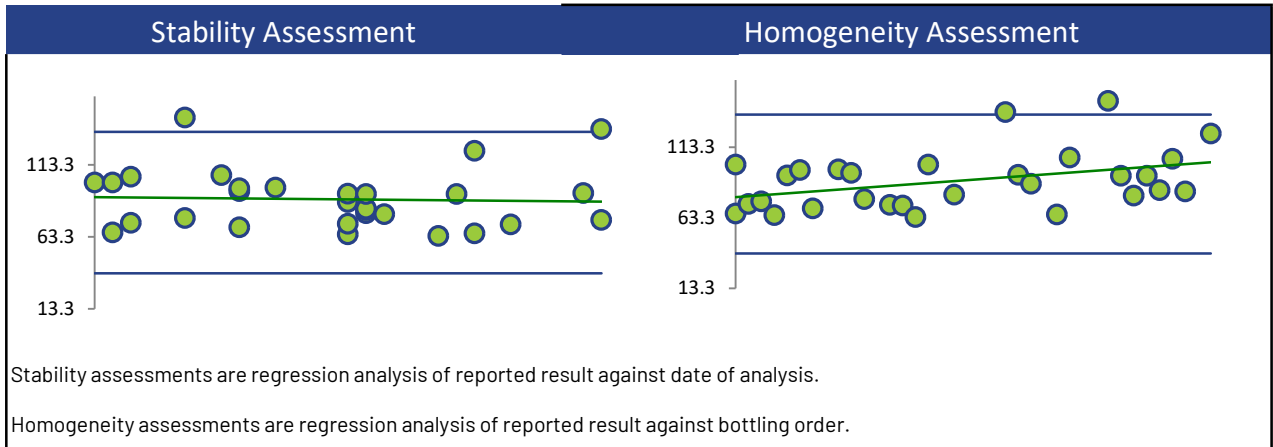 Stability Assessment
Homogeneity Assessment
113.3
63.3
13.3
113.3
63.3
13.3
Stability assessments are regression analysis of reported result against date of analysis.
Homogeneity assessments are regression analysis of reported result against bottling order.